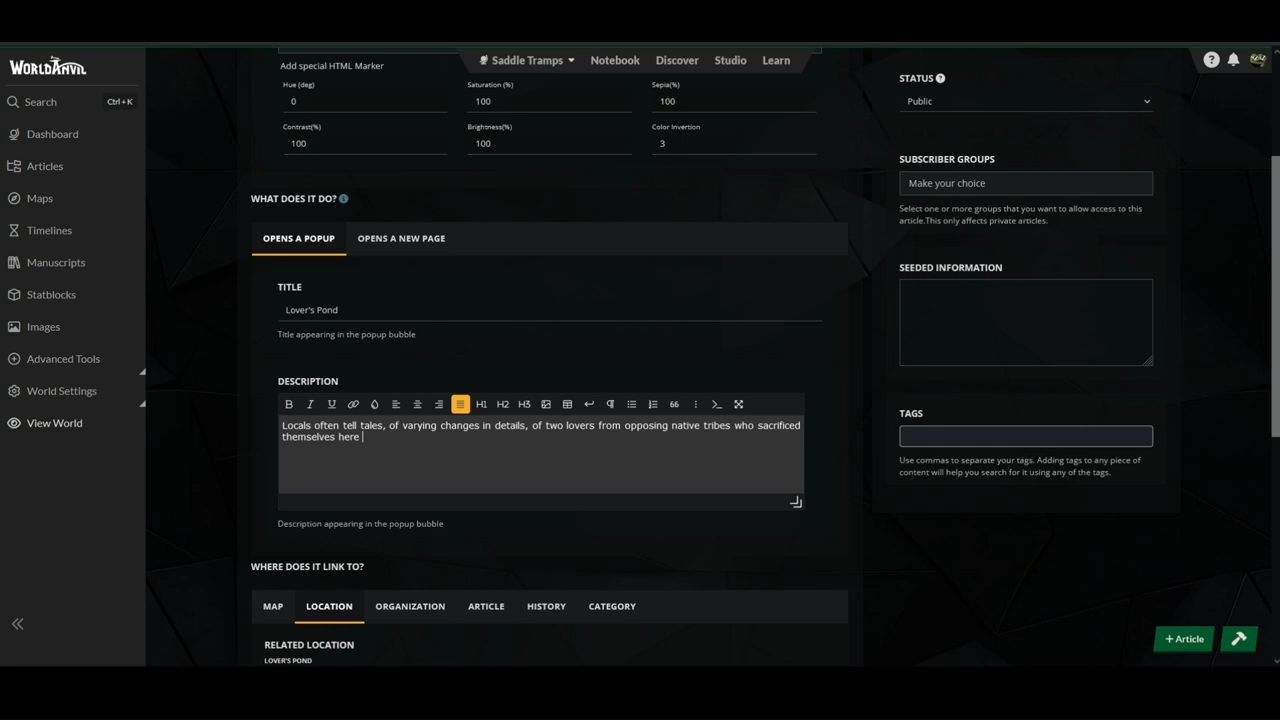 WORLDANVIL
Saddle Tramps
Notebook
Discover
Studio
Learn
Search
Ctrl+K
Dashboard
Articles
Maps
Timelines
Manuscripts
Statblocks
Images
Advanced Tools
World Settings
View World
Add special HTML Marker
Hue (deg)
Saturation (%)
Sepia(%)
0
100
100
Contrast(%)
Brightness(%)
Color Invertion
100
100
3
WHAT DOES IT DO?
OPENS A POPUP
OPENS A NEW PAGE
TITLE
Lover's Pond
Title appearing in the popup bubble
DESCRIPTION
B I U H1 H2 H3 66
Locals often tell tales, of varying changes in details, of two lovers from opposing native tribes who sacrificed
themselves here
Description appearing in the popup bubble
WHERE DOES IT LINK TO?
MAP
LOCATION
ORGANIZATION
ARTICLE
HISTORY
CATEGORY
RELATED LOCATION
LOVER'S POND
STATUS
Public
SUBSCRIBER GROUPS
Make your choice
Select one or more groups that you want to allow access to this
article.This only affects private articles.
SEEDED INFORMATION
TAGS
Use commas to separate your tags. Adding tags to any piece of
content will help you search for it using any of the tags.
+ Article